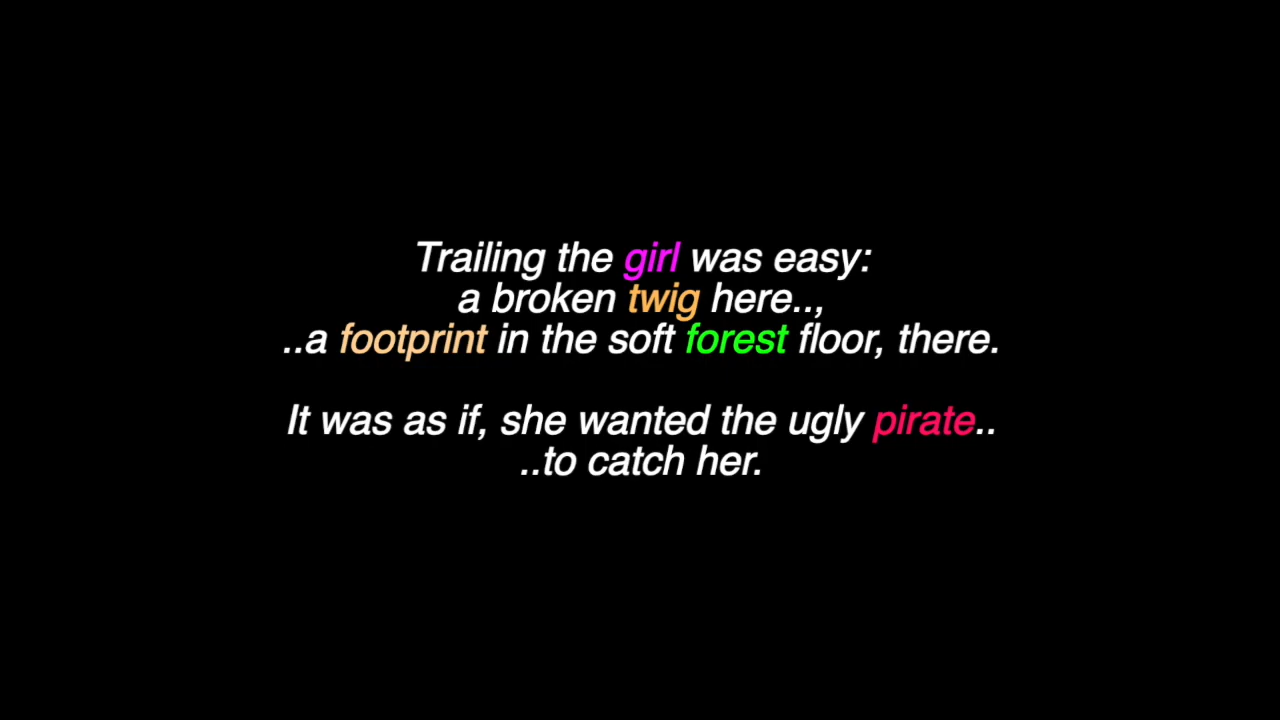 Trailing the girl was easy:
a broken twig here..,
..a footprint in the soft forest floor, there.
It was as if, she wanted the ugly pirate..
..to catch her.